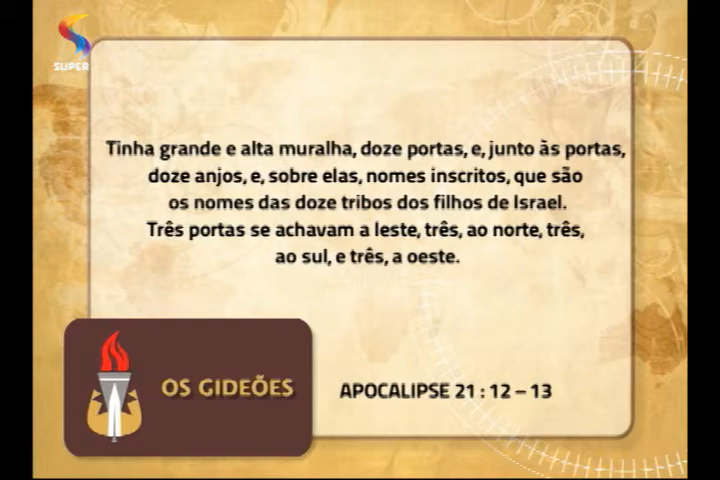 SUPER
Tinha grande e alta muralha, doze portas, e, junto às portas,
doze anjos, e, sobre elas, nomes inscritos, que são
os nomes das doze tribos dos filhos de Israel.
Três portas se achavam a leste, três, ao norte, três,
ao sul, e três, a oeste.
OS GIDEÕES
APOCALIPSE 21 : 12 – 13